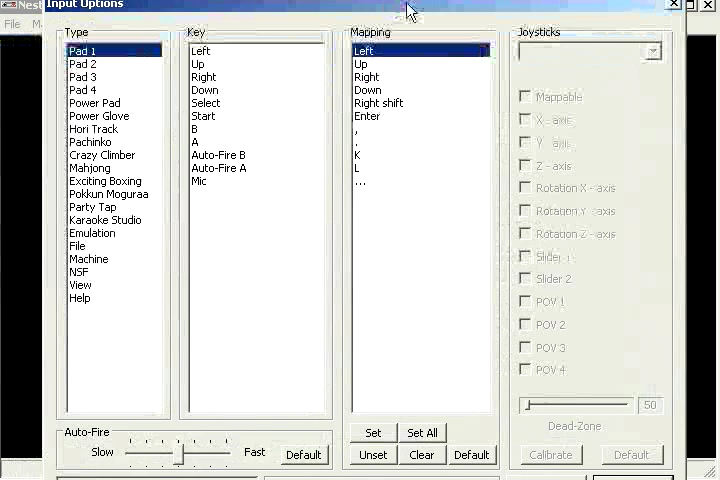 Nest
Input Options
File M
Type
Pad 1
Pad 2
Pad 3
Pad 4
Power Pad
Power Glove
Hori Track
Pachinko
Crazy Climber
Mahjong
Exciting Boxing
Pokkun Moguraa
Party Tap
Karaoke Studio
Emulation
File
Machine
NSF
View
Help
Key
Left
Up
Right
Down
Select
Start
B
A
Auto-Fire B
Auto-Fire A
Mic
Mapping
Left
Up
Right
Down
Right shift
Enter
,
.
K
L
...
Set Set All
Unset Clear Default
Joysticks
Mappable
X - axis
Y - axis
Z - axis
Rotation X - axis
Rotation Y - axis
Rotation Z - axis
Slider 1
Slider 2
POV 1
POV 2
POV 3
POV 4
50
Dead-Zone
Calibrate Default
Auto-Fire
Slow Fast Default